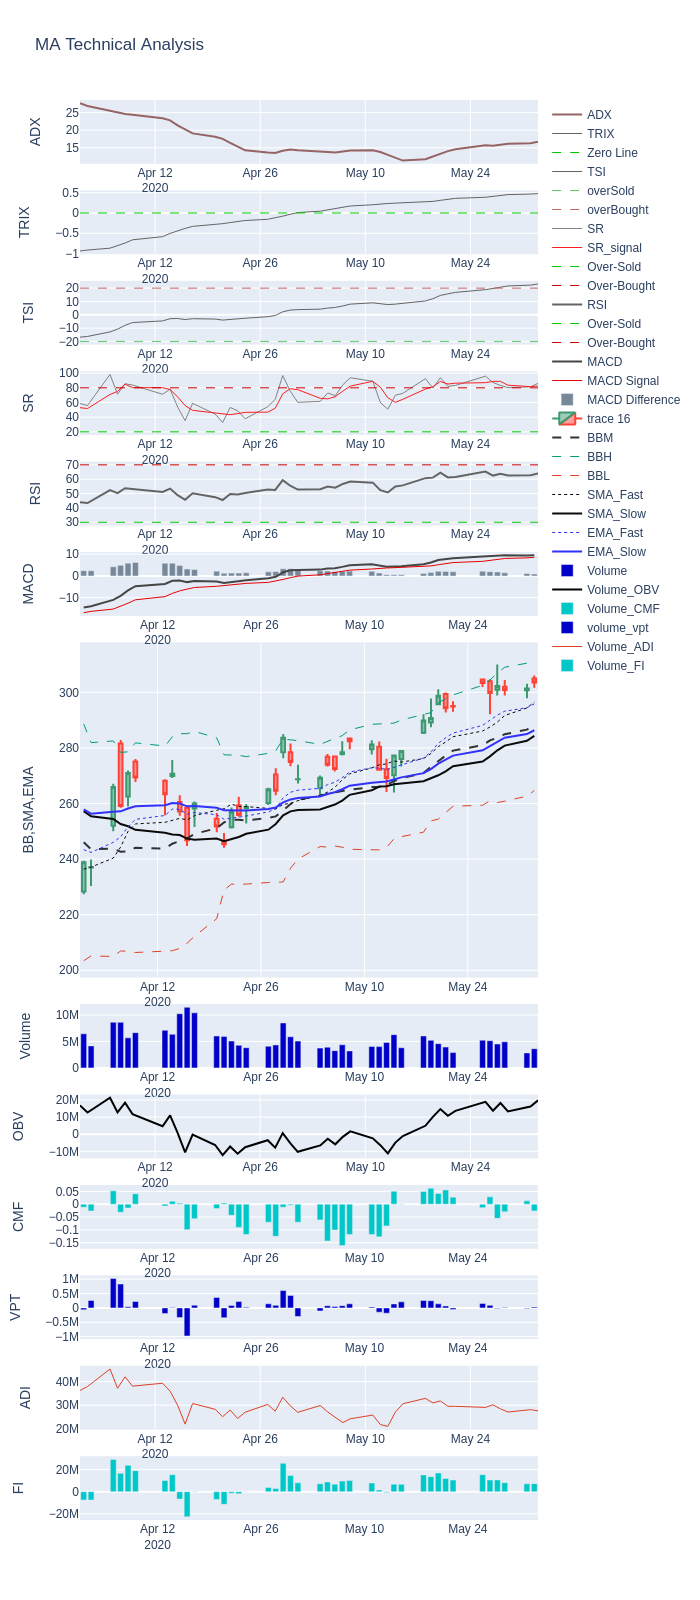 MA Technical Analysis
ADX
25
20
15
Apr 12
2020
Apr 26
May 10
May 24
TRIX
0.5
0
−0.5
−1
Apr 12
2020
Apr 26
May 10
May 24
TSI
20
10
0
−10
−20
Apr 12
2020
Apr 26
May 10
May 24
SR
100
80
60
40
20
Apr 12
2020
Apr 26
May 10
May 24
RSI
70
60
50
40
30
Apr 12
2020
Apr 26
May 10
May 24
MACD
10
0
−10
Apr 12
2020
Apr 26
May 10
May 24
BB,SMA,EMA
300
280
260
240
220
200
Apr 12
2020
Apr 26
May 10
May 24
Volume
10M
5M
0
Apr 12
2020
Apr 26
May 10
May 24
OBV
20M
10M
0
−10M
Apr 12
2020
Apr 26
May 10
May 24
CMF
0.05
0
−0.05
−0.1
−0.15
Apr 12
2020
Apr 26
May 10
May 24
VPT
1M
0.5M
0
−0.5M
−1M
Apr 12
2020
Apr 26
May 10
May 24
ADI
40M
30M
20M
Apr 12
2020
Apr 26
May 10
May 24
FI
20M
0
−20M
Apr 12
2020
Apr 26
May 10
May 24
ADX
TRIX
Zero Line
TSI
overSold
overBought
SR
SR_signal
Over-Sold
Over-Bought
RSI
Over-Sold
Over-Bought
MACD
MACD Signal
MACD Difference
trace 16
BBM
BBH
BBL
SMA_Fast
SMA_Slow
EMA_Fast
EMA_Slow
Volume
Volume_OBV
Volume_CMF
volume_vpt
Volume_ADI
Volume_FI